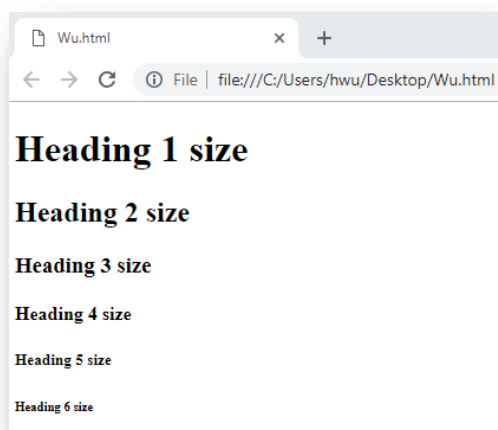 Wu.html
File file:///C:/Users/hwu/Desktop/Wu.html
Heading 1 size
Heading 2 size
Heading 3 size
Heading 4 size
Heading 5 size
Heading 6 size